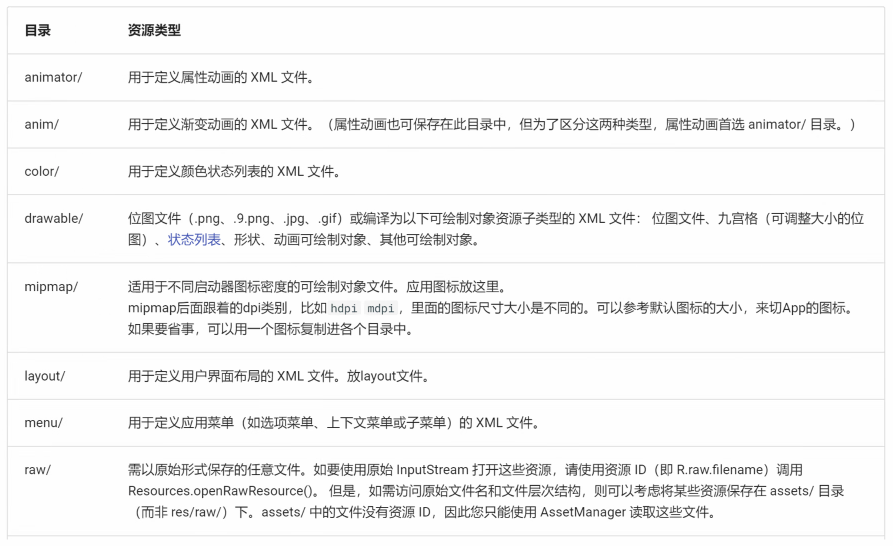 目录 资源类型
animator/ 用于定义属性动画的 XML 文件。
anim/ 用于定义渐变动画的 XML 文件。（属性动画也可保存在此目录中，但为了区分这两种类型，属性动画首选 animator/ 目录。）
color/ 用于定义颜色状态列表的 XML 文件。
drawable/ 位图文件（.png、.9.png、.jpg、.gif）或编译为以下可绘制对象资源子类型的 XML 文件： 位图文件、九宫格（可调整大小的位
图）、状态列表、形状、动画可绘制对象、其他可绘制对象。
mipmap/ 适用于不同启动器图标密度的可绘制对象文件。应用图标放这里。
mipmap后面跟着的dpi类别，比如 hdpi mdpi ，里面的图标尺寸大小是不同的。可以参考默认图标的大小，来切App的图标。
如果要省事，可以用一个图标复制进各个目录中。
layout/ 用于定义用户界面布局的 XML 文件。放layout文件。
menu/ 用于定义应用菜单（如选项菜单、上下文菜单或子菜单）的 XML 文件。
raw/ 需以原始形式保存的任意文件。如要使用原始 InputStream 打开这些资源，请使用资源 ID（即 R.raw.filename）调用
Resources.openRawResource()。 但是，如需访问原始文件名和文件层次结构，则可以考虑将某些资源保存在 assets/ 目录
（而非 res/raw/）下。assets/ 中的文件没有资源 ID，因此您只能使用 AssetManager 读取这些文件。